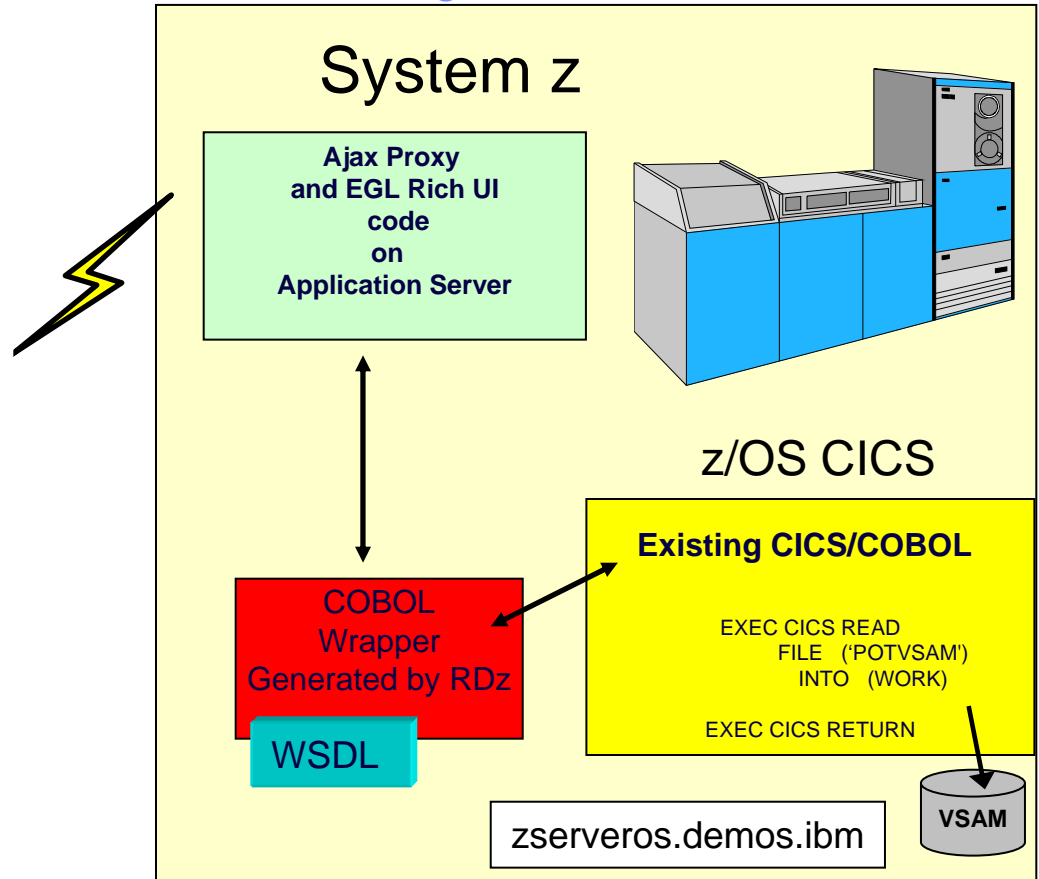 System z
Ajax Proxy
and EGL Rich UI
code
on
Application Server
z/OS CICS
Existing CICS/COBOL
EXEC CICS READ
FILE (‘POTVSAM’)
INTO (WORK)
EXEC CICS RETURN
COBOL
Wrapper
Generated by RDz
WSDL
VSAM
zserveros.demos.ibm